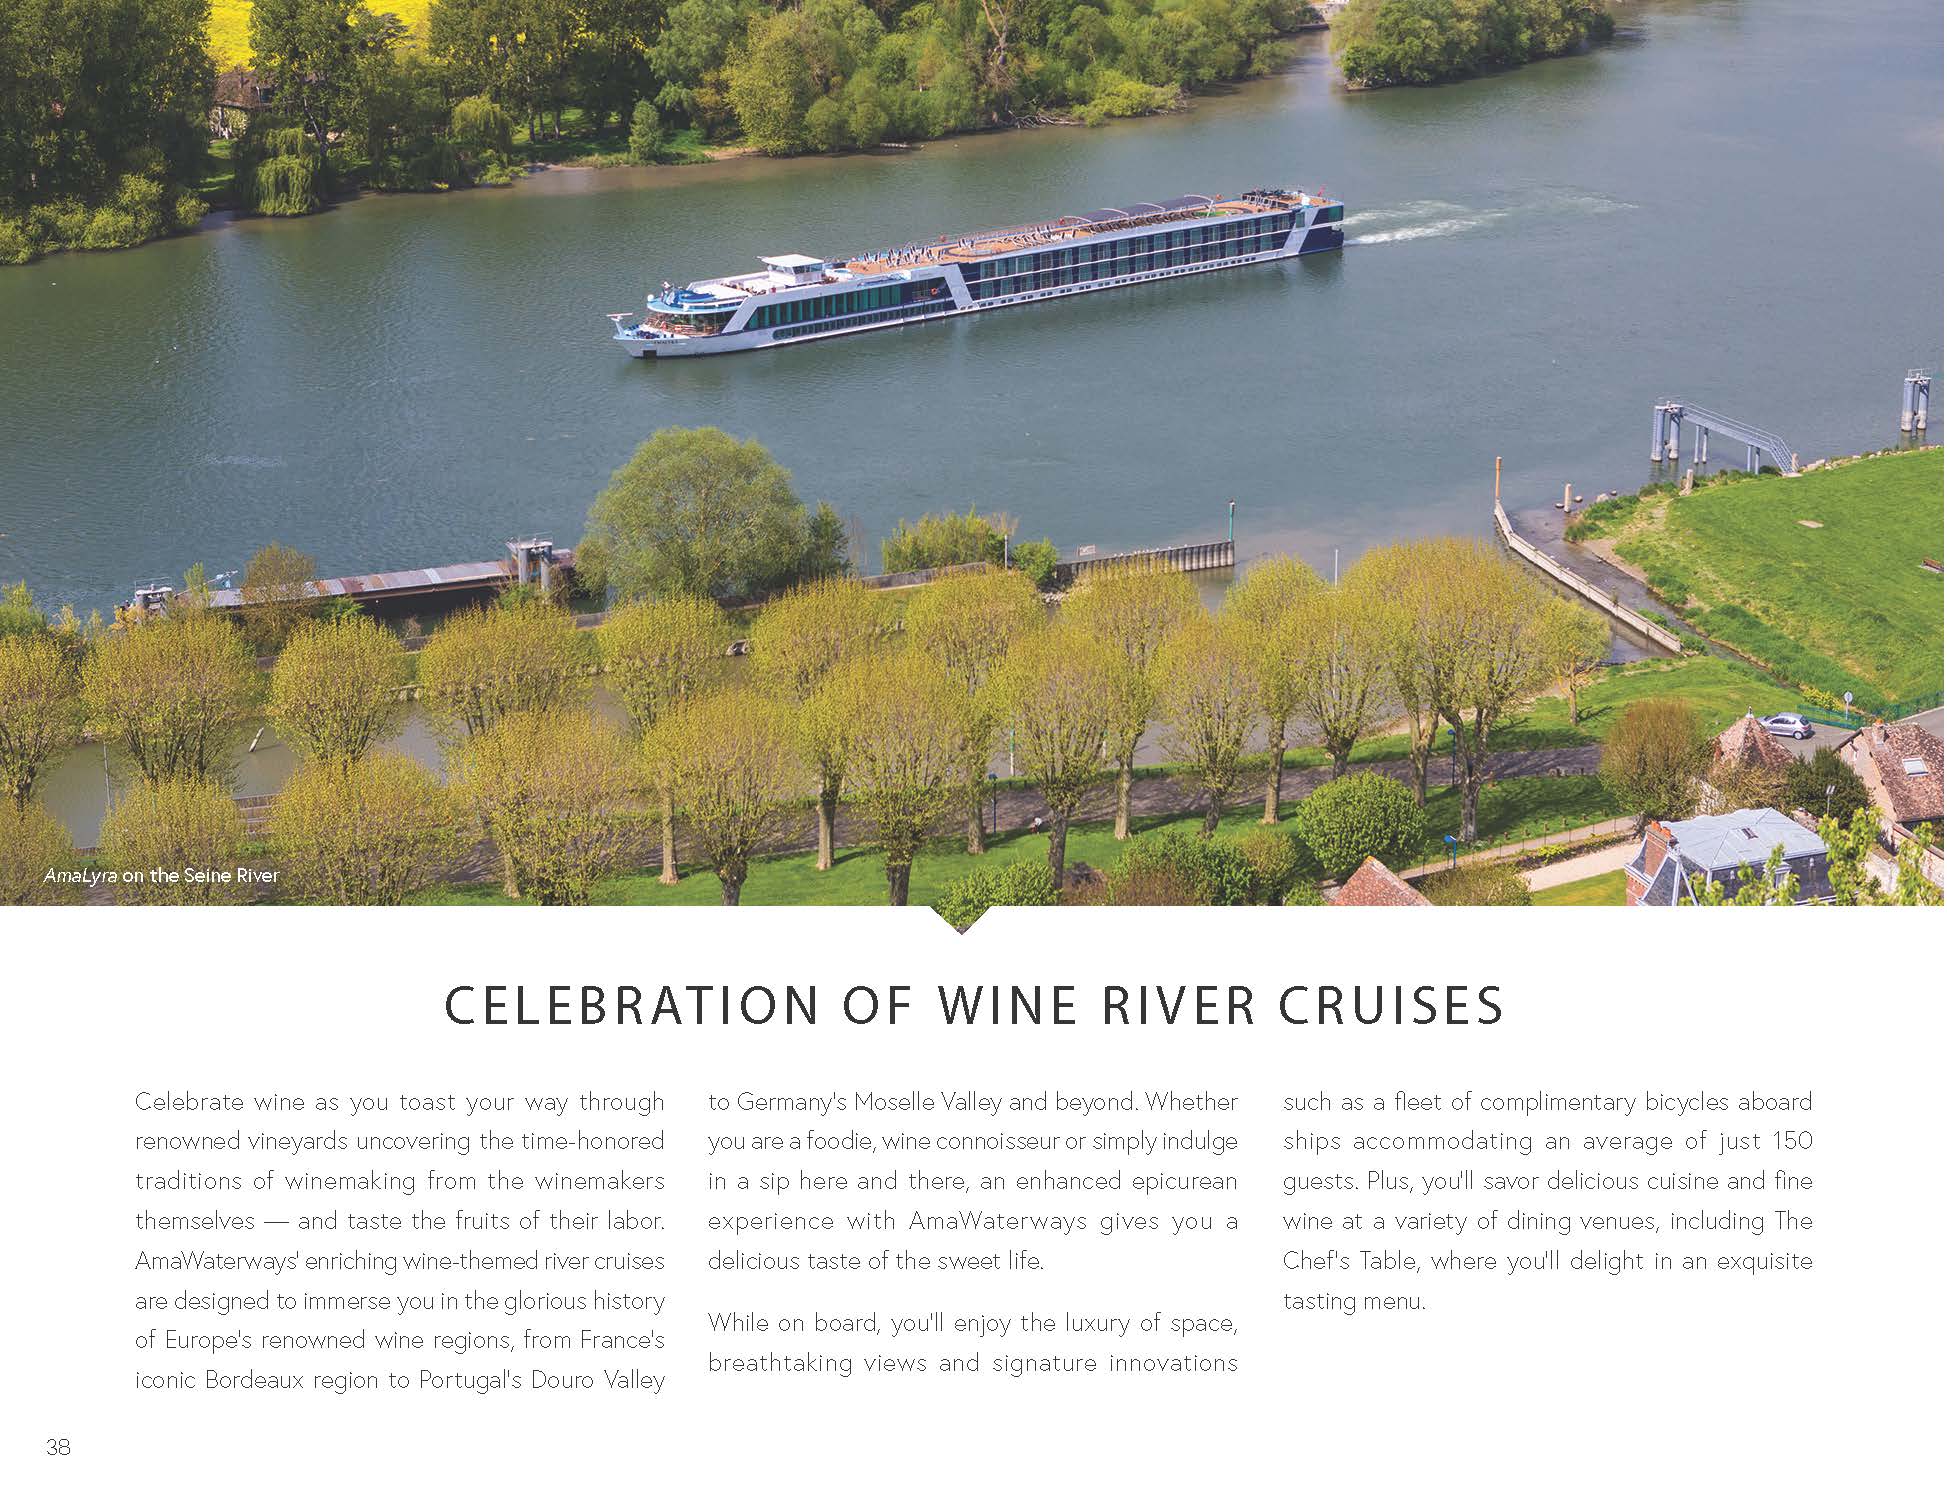 AmaLyra on the Seine River
CELEBRATION OF WINE RIVER CRUISES
Celebrate wine as you toast your way through
renowned vineyards uncovering the time-honored
traditions of winemaking from the winemakers
themselves — and taste the fruits of their labor.
AmaWaterways' enriching wine-themed river cruises
are designed to immerse you in the glorious history
of Europe's renowned wine regions, from France's
iconic Bordeaux region to Portugal's Douro Valley
to Germany's Moselle Valley and beyond. Whether
you are a foodie, wine connoisseur or simply indulge
in a sip here and there, an enhanced epicurean
experience with AmaWaterways gives you a
delicious taste of the sweet life.
While on board, you'll enjoy the luxury of space,
breathtaking views and signature innovations
such as a fleet of complimentary bicycles aboard
ships accommodating an average of just 150
guests. Plus, you'll savor delicious cuisine and fine
wine at a variety of dining venues, including The
Chef's Table, where you'll delight in an exquisite
tasting menu.
38